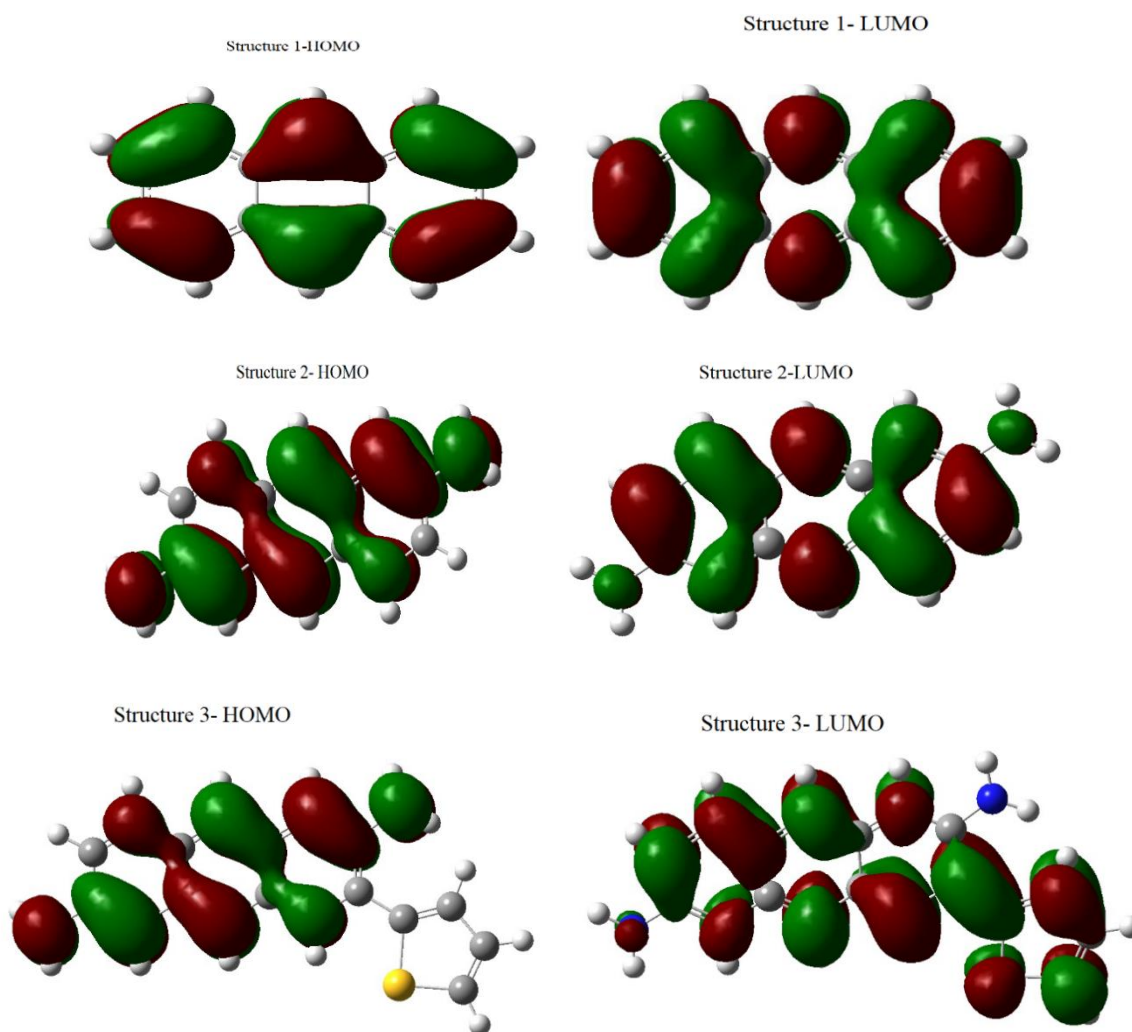 Structure 1-HOMO
Structure 1- LUMO
Structure 2- HOMO
Structure 2-LUMO
Structure 3- HOMO
Structure 3- LUMO